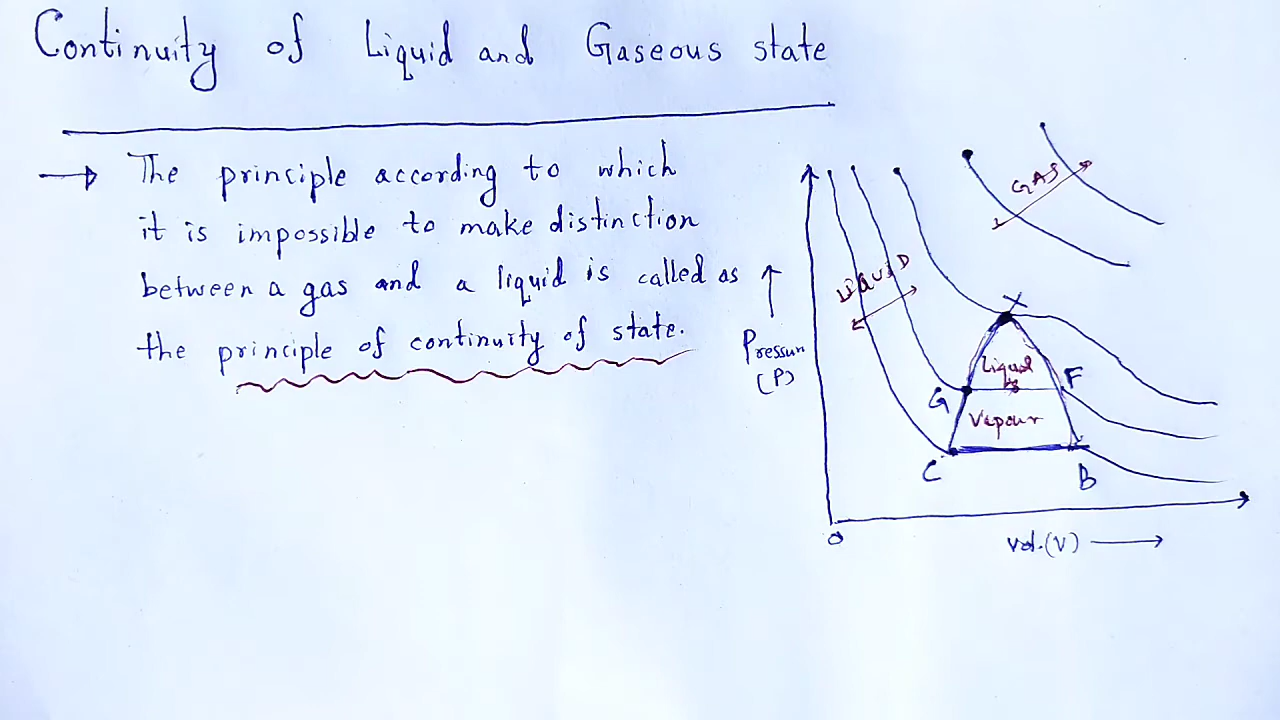 Continuity of Liquid and Gaseous state
→ The principle according to which
it is impossible to make distinction
between a gas and a liquid is called as
the principle of continuity of state.
GAS
LIQUID
X
Pressure
(P)
Liquid
G
F
Vapour
C
B
O
Vol.(V) →